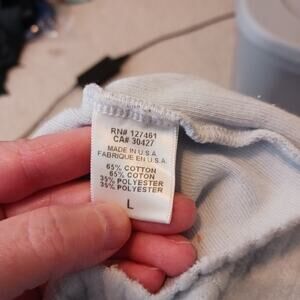 RN# 127461
CA# 30427
MADE IN U.S.A.
FABRIQUE EN U.S.A.
65% COTTON
65% COTON
35% POLYESTER
35% POLYESTER
L